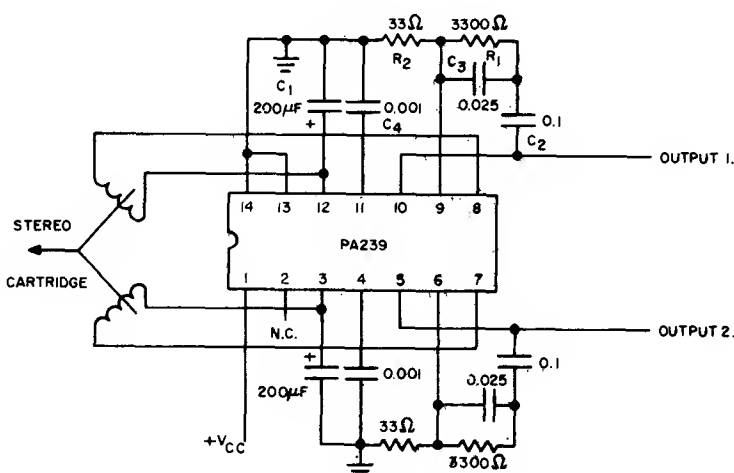 33Ω 3300Ω
R2 R1
C3
C1
200µF 0.001 0.025
+ C4 0.1
C2
OUTPUT 1.
14 13 12 11 10 9 8
STEREO
PA239
CARTRIDGE
1 2 3 4 5 6 7
N.C.
OUTPUT 2.
+ 0.1
0.001 0.025
200µF
33Ω
+VCC 3300Ω